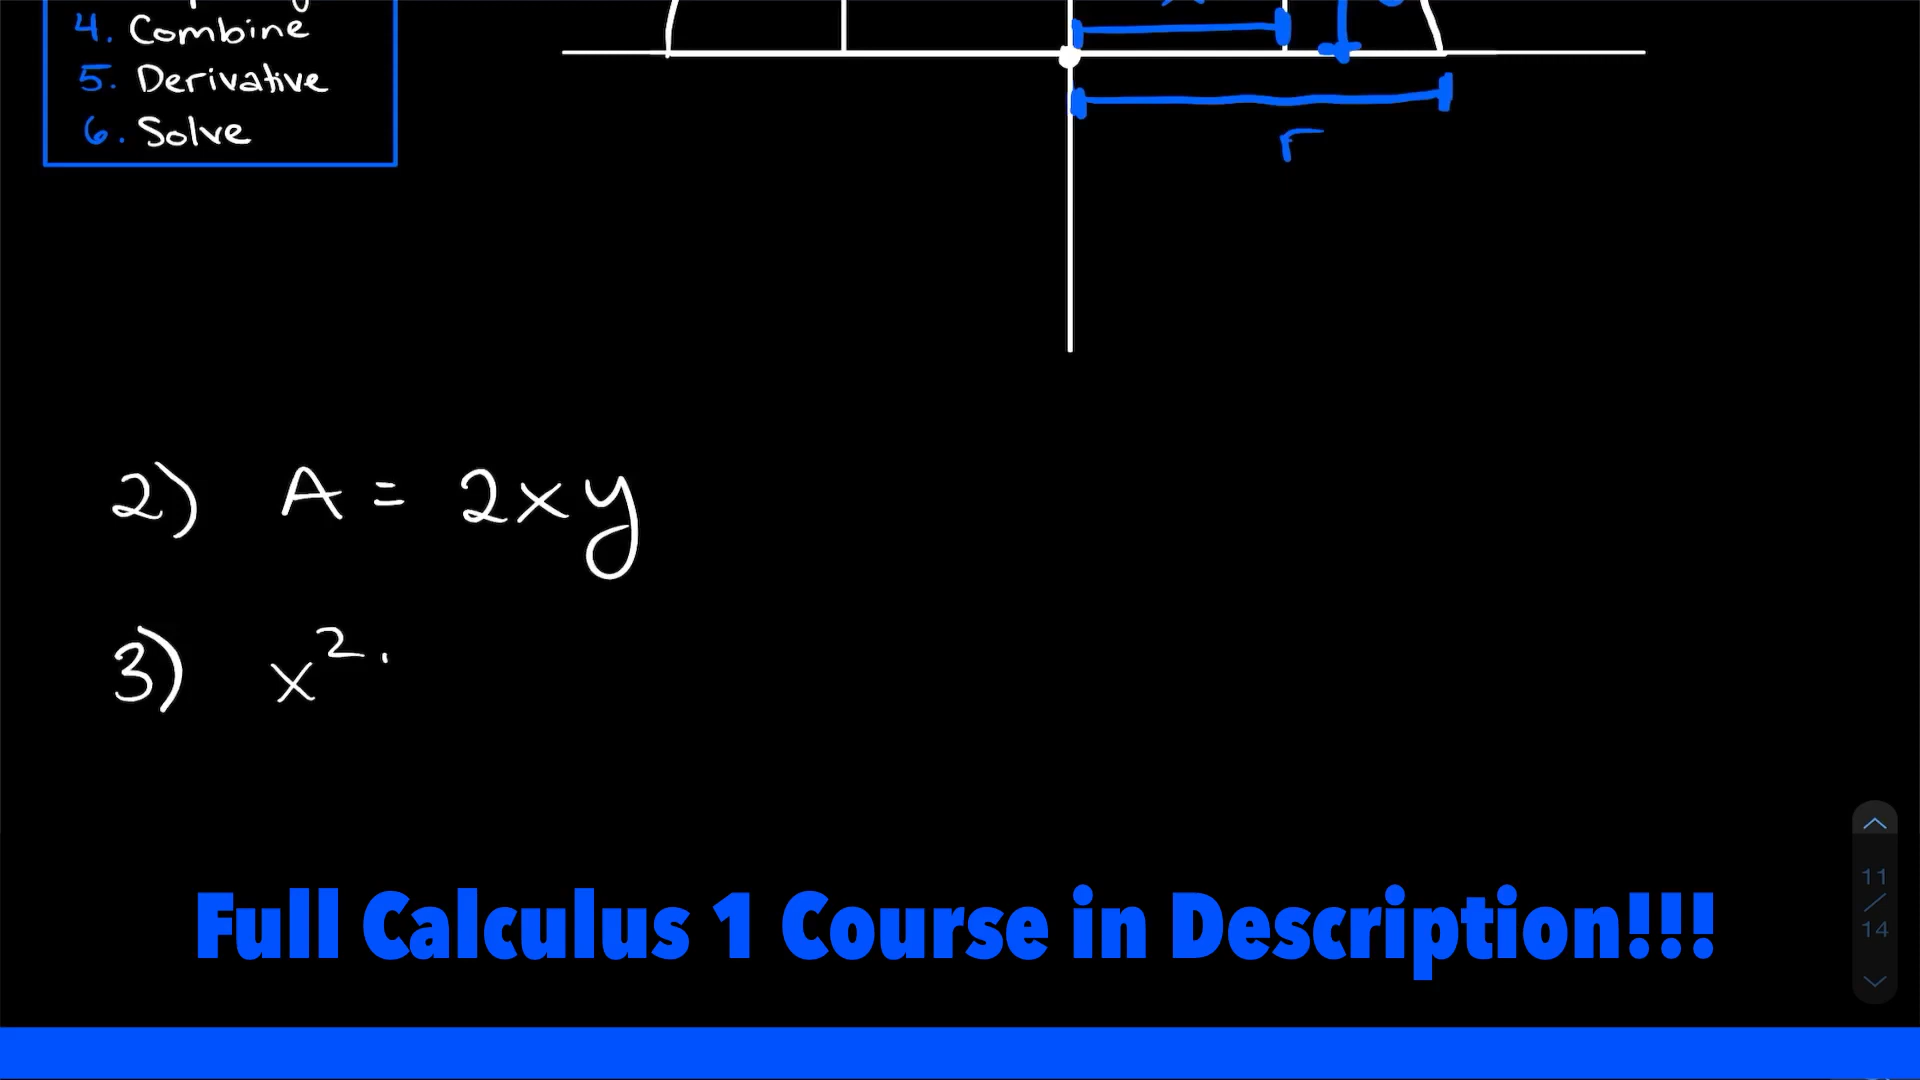 4. Combine
5. Derivative
6. Solve
r
2) A = 2xy
3) x²
Full Calculus 1 Course in Description!!!
11
/
14